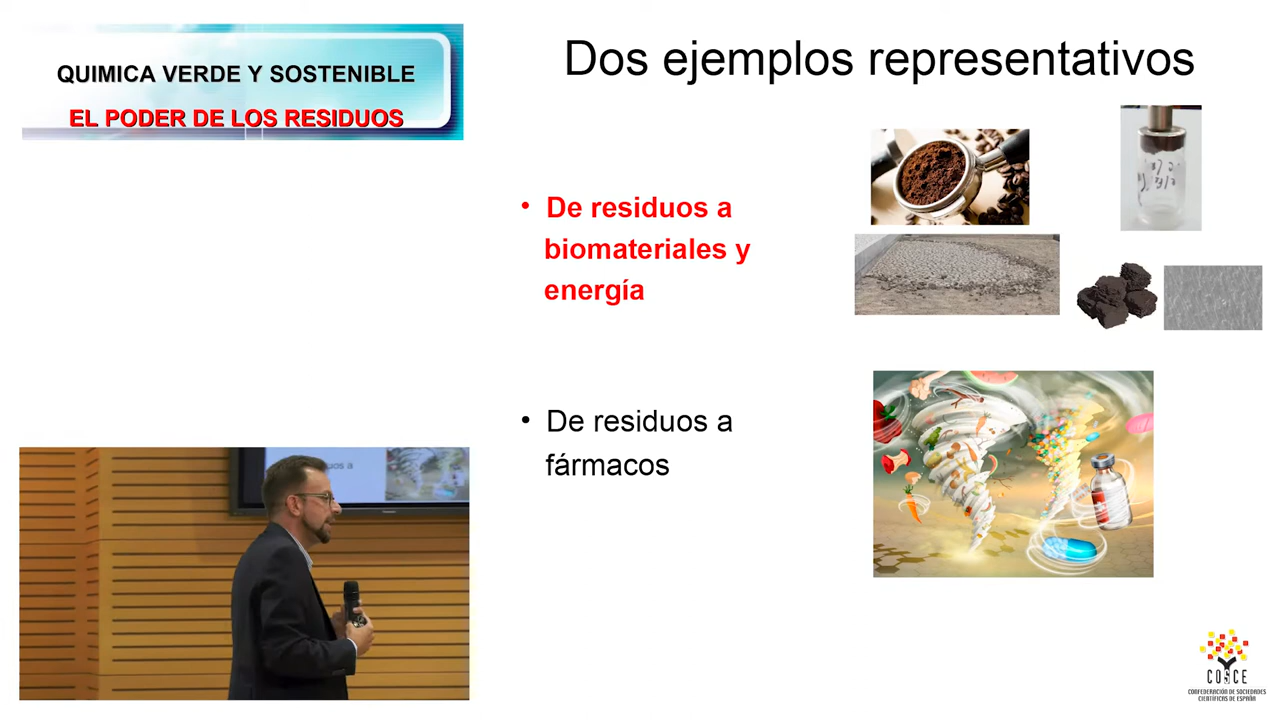 QUIMICA VERDE Y SOSTENIBLE
EL PODER DE LOS RESIDUOS
Dos ejemplos representativos
• De residuos a
biomateriales y
energía
• De residuos a
fármacos
COSCE
CONFEDERACIÓN DE SOCIEDADES
CIENTÍFICAS DE ESPAÑA